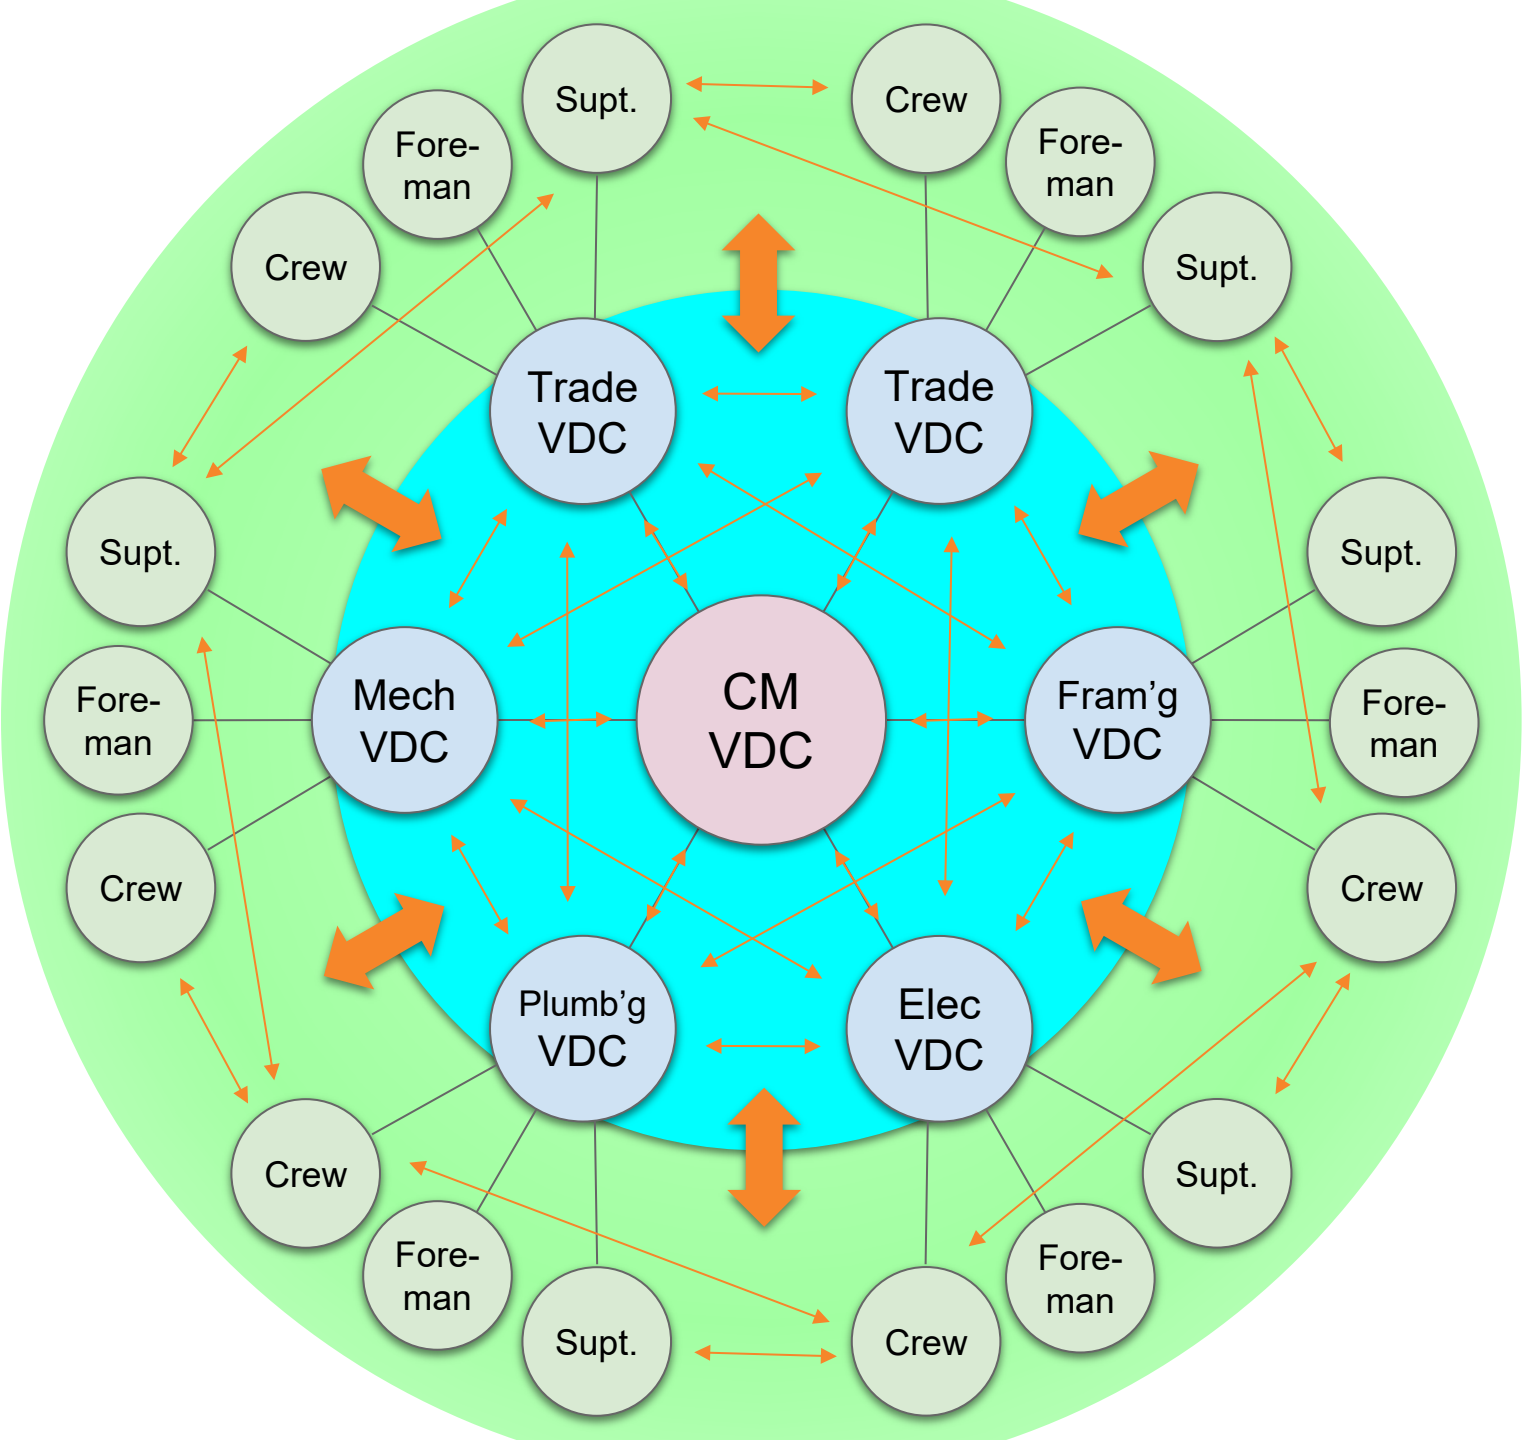 Supt.
Crew
Fore-
man
Fore-
man
Crew
Supt.
Trade
VDC
Trade
VDC
Supt.
Supt.
CM
VDC
Mech
VDC
Fram'g
VDC
Fore-
man
Fore-
man
Crew
Crew
Plumb'g
VDC
Elec
VDC
Crew
Supt.
Fore-
man
Fore-
man
Supt.
Crew